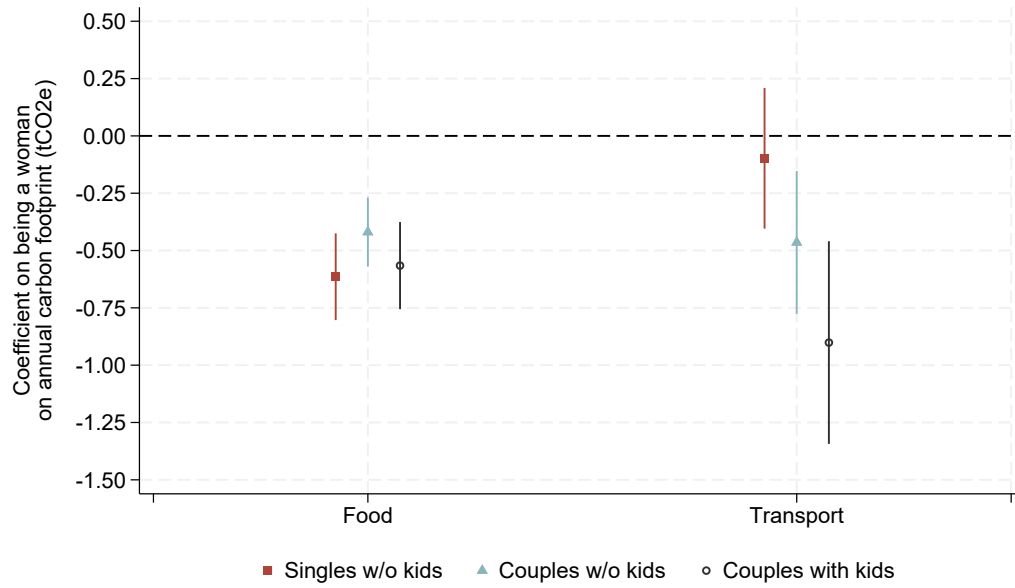 Coefficient on being a woman
on annual carbon footprint (tCO2e)
0.50
0.25
0.00
-0.25
-0.50
-0.75
-1.00
-1.25
-1.50
Food
Transport
Singles w/o kids
Couples w/o kids
Couples with kids